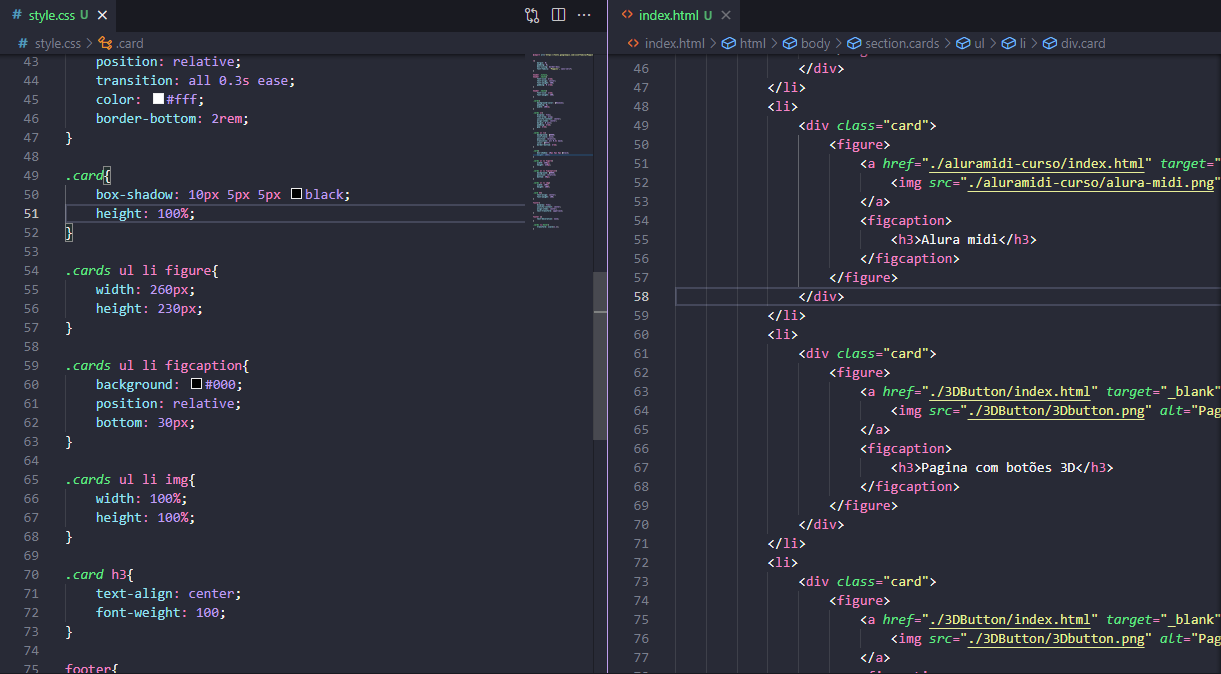 # style.css U ×
# style.css > .card
43 position: relative;
44 transition: all 0.3s ease;
45 color: #fff;
46 border-bottom: 2rem;
47 }
48
49 .card{
50 box-shadow: 10px 5px 5px black;
51 height: 100%;
52 }
53
54 .cards ul li figure{
55 width: 260px;
56 height: 230px;
57 }
58
59 .cards ul li figcaption{
60 background: #000;
61 position: relative;
62 bottom: 30px;
63 }
64
65 .cards ul li img{
66 width: 100%;
67 height: 100%;
68 }
69
70 .card h3{
71 text-align: center;
72 font-weight: 100;
73 }
74
75 footer{
<> index.html U ×
<> index.html > html > body > section.cards > ul > li > div.card
46 </div>
47 </li>
48 <li>
49 <div class="card">
50 <figure>
51 <a href="./aluramidi-curso/index.html" target="
52 <img src="./aluramidi-curso/alura-midi.png"
53 </a>
54 <figcaption>
55 <h3>Alura midi</h3>
56 </figcaption>
57 </figure>
58 </div>
59 </li>
60 <li>
61 <div class="card">
62 <figure>
63 <a href="./3DButton/index.html" target="_blank"
64 <img src="./3DButton/3Dbutton.png" alt="Pag
65 </a>
66 <figcaption>
67 <h3>Pagina com botões 3D</h3>
68 </figcaption>
69 </figure>
70 </div>
71 </li>
72 <li>
73 <div class="card">
74 <figure>
75 <a href="./3DButton/index.html" target="_blank"
76 <img src="./3DButton/3Dbutton.png" alt="Pag
77 </a>